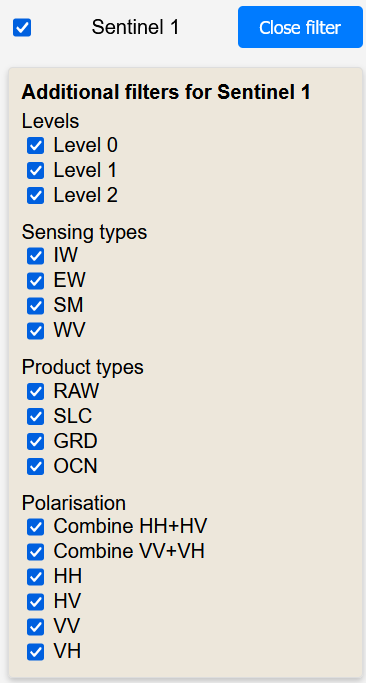 Sentinel 1
Close filter
Additional filters for Sentinel 1
Levels
Level 0
Level 1
Level 2
Sensing types
IW
EW
SM
WV
Product types
RAW
SLC
GRD
OCN
Polarisation
Combine HH+HV
Combine VV+VH
HH
HV
VV
VH